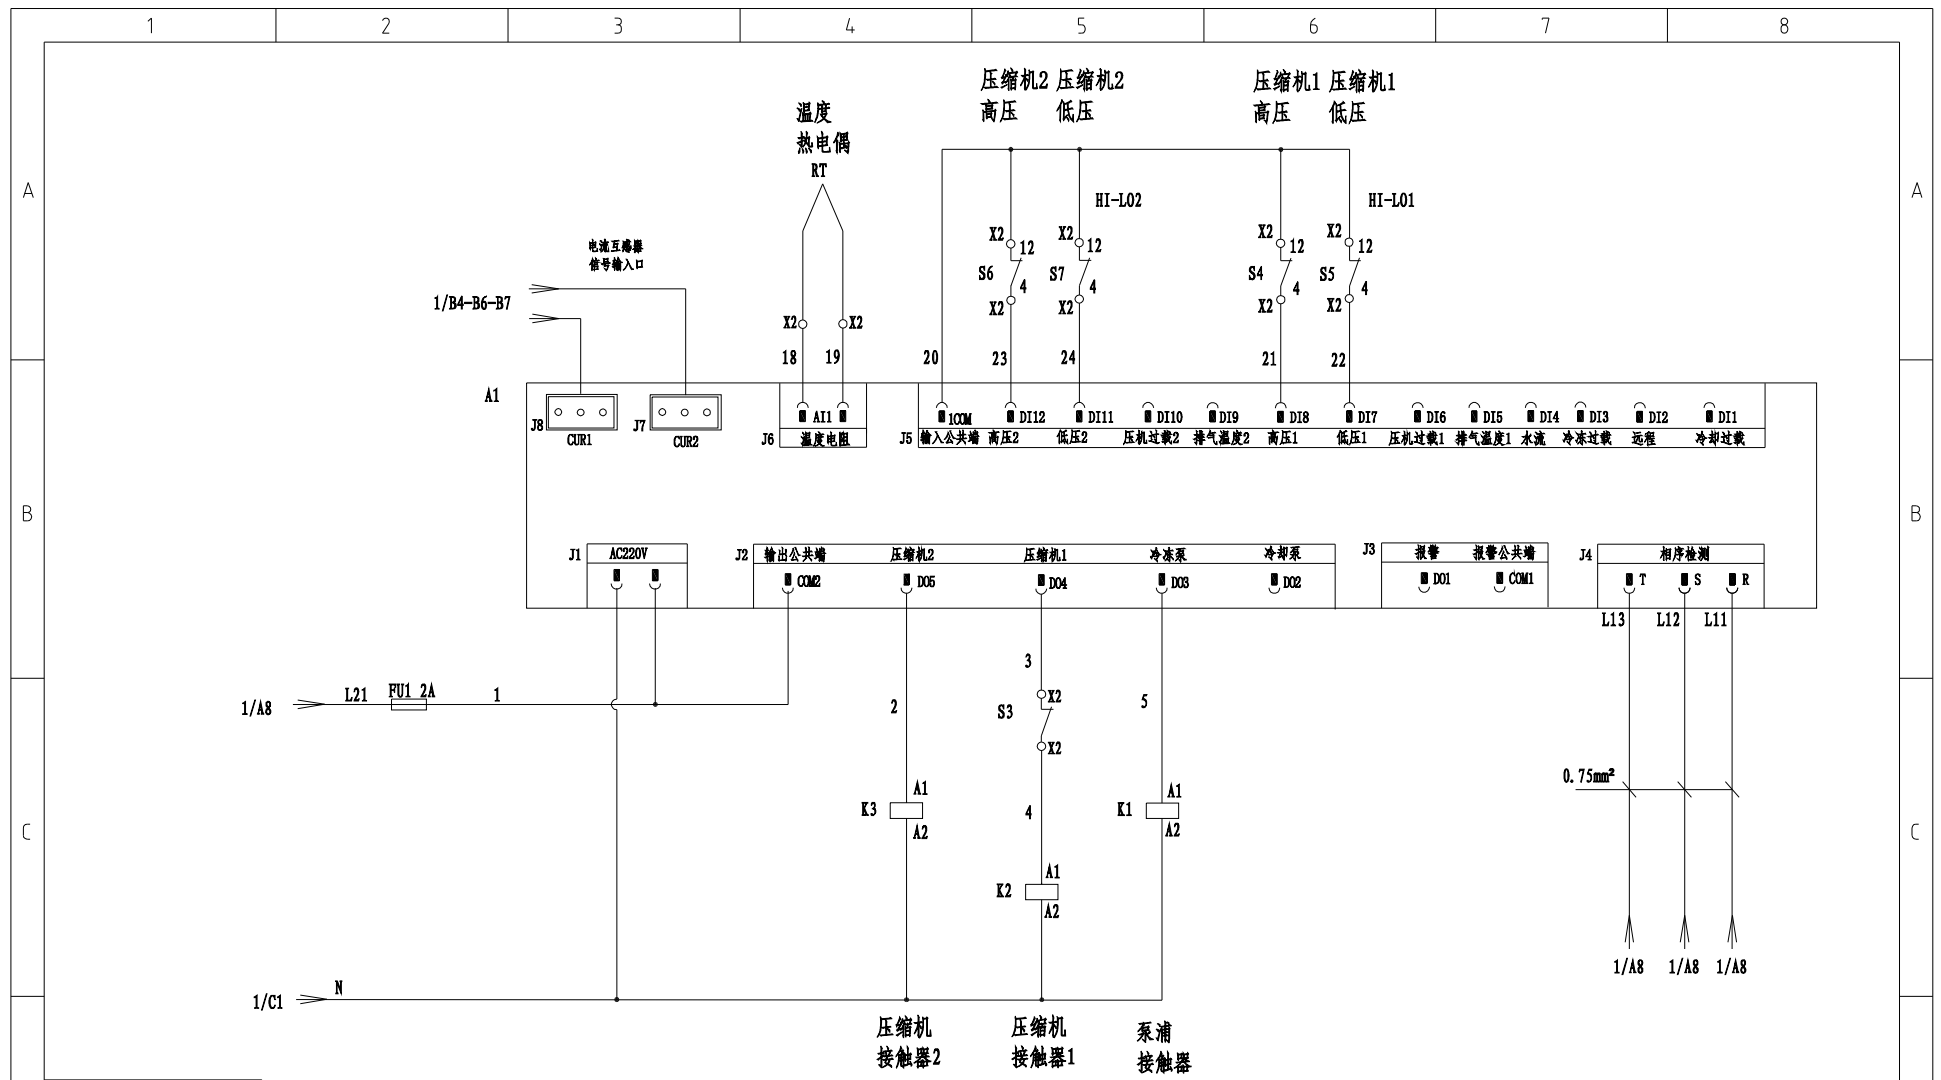 1 2 3 4 5 6 7 8
压缩机2 压缩机2 压缩机1 压缩机1
高压 低压 高压 低压
温度
热电偶
RT
A A
HI-LO2 HI-LO1
X2 X2 X2 X2
12 12 12 12
电流互感器
信号输入口
S6 S7 S4 S5
4 4 4 4
1/B4-B6-B7
X2 X2 X2 X2
X2 X2
18 19 20 23 24 21 22
A1
J8 J7 J6 J5
AI1 1COM DI12 DI11 DI10 DI9 DI8 DI7 DI6 DI5 DI4 DI3 DI2 DI1
CUR1 CUR2
温度电阻 输入公共端 高压2 低压2 压机过载2 排气温度2 高压1 低压1 压机过载1 排气温度1 水流 冷冻过载 远程 冷却过载
B B
J1 AC220V J2 输出公共端 压缩机2 压缩机1 冷冻泵 冷却泵 J3 报警 报警公共端 J4 相序检测
COM2 DO5 DO4 DO3 DO2 DO1 COM1 T S R
L13 L12 L11
3
1/A8 L21 FU1 2A 1 2 S3 X2 5
X2
0.75mm²
A1 A1
K3 4 K1
A2 A2
C C
A1
K2
A2
1/A8 1/A8 1/A8
1/C1 N
压缩机 压缩机 泵浦
接触器2 接触器1 接触器